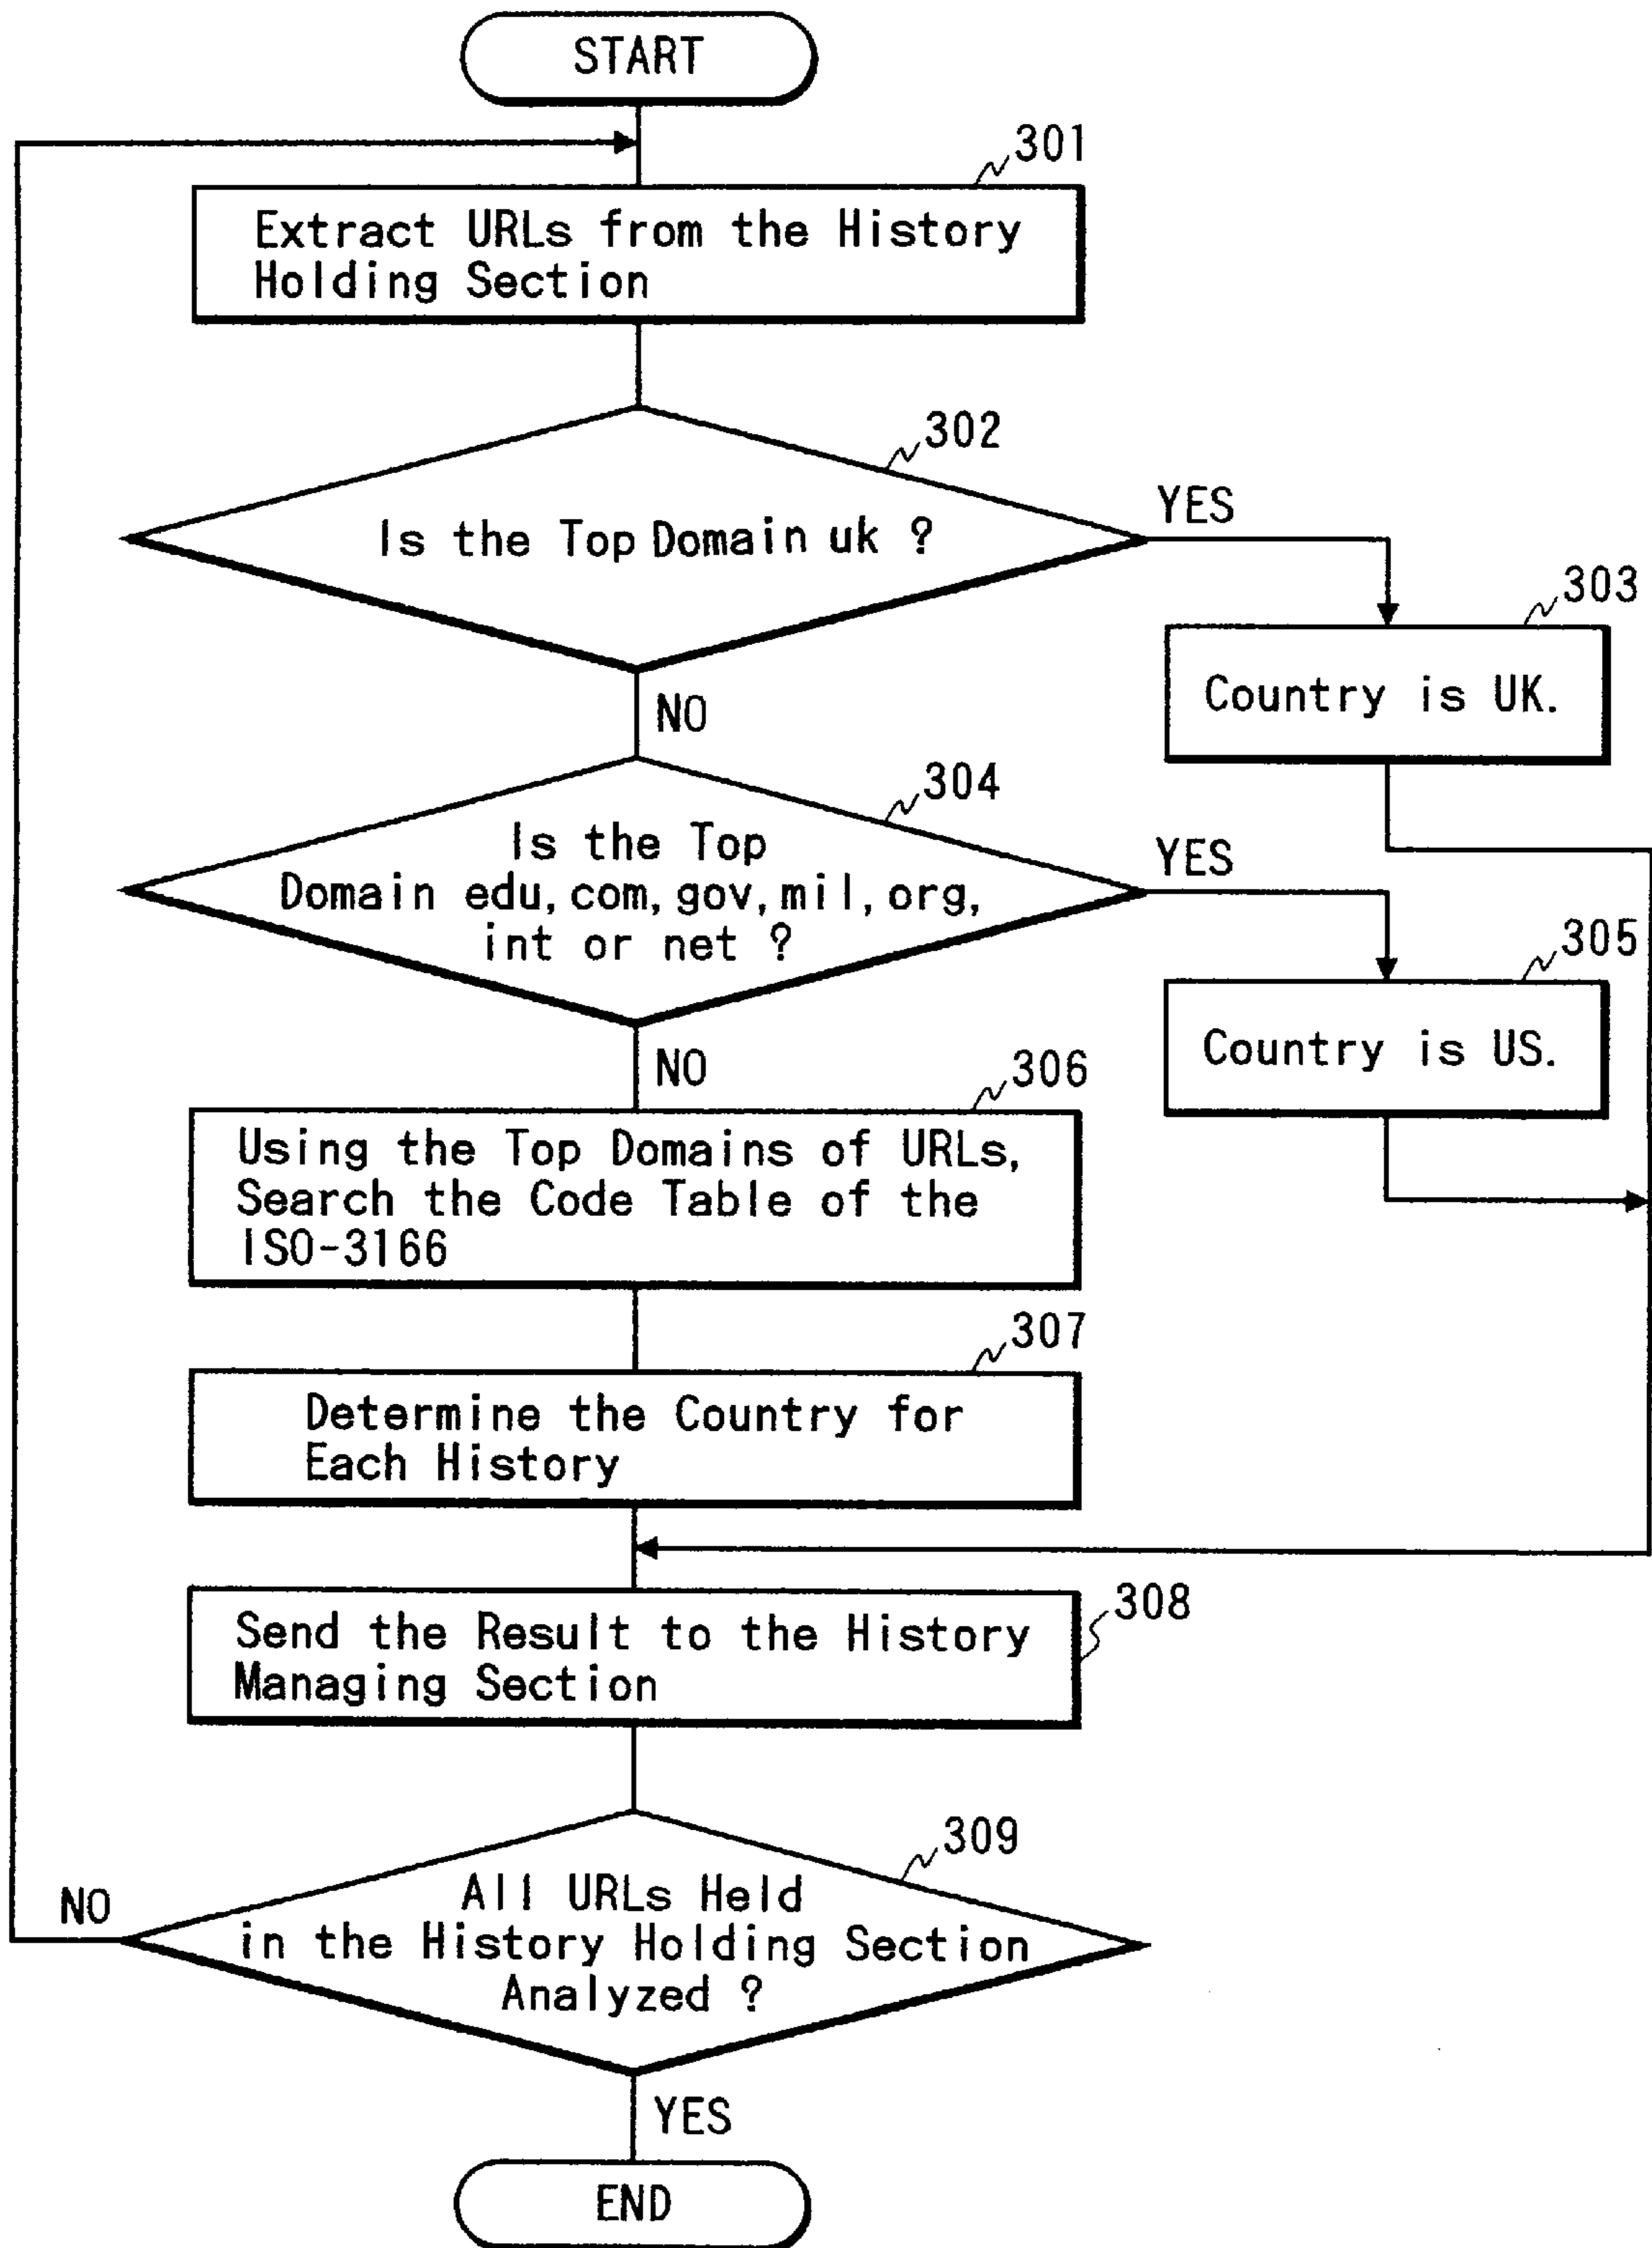 START
301
Extract URLs from the History
Holding Section
302
Is the Top Domain uk ?
YES
303
Country is UK.
NO
304
Is the Top
Domain edu, com, gov, mil, org,
int or net ?
YES
305
Country is US.
NO
306
Using the Top Domains of URLs,
Search the Code Table of the
ISO-3166
307
Determine the Country for
Each History
308
Send the Result to the History
Managing Section
309
All URLs Held
in the History Holding Section
Analyzed ?
NO
YES
END